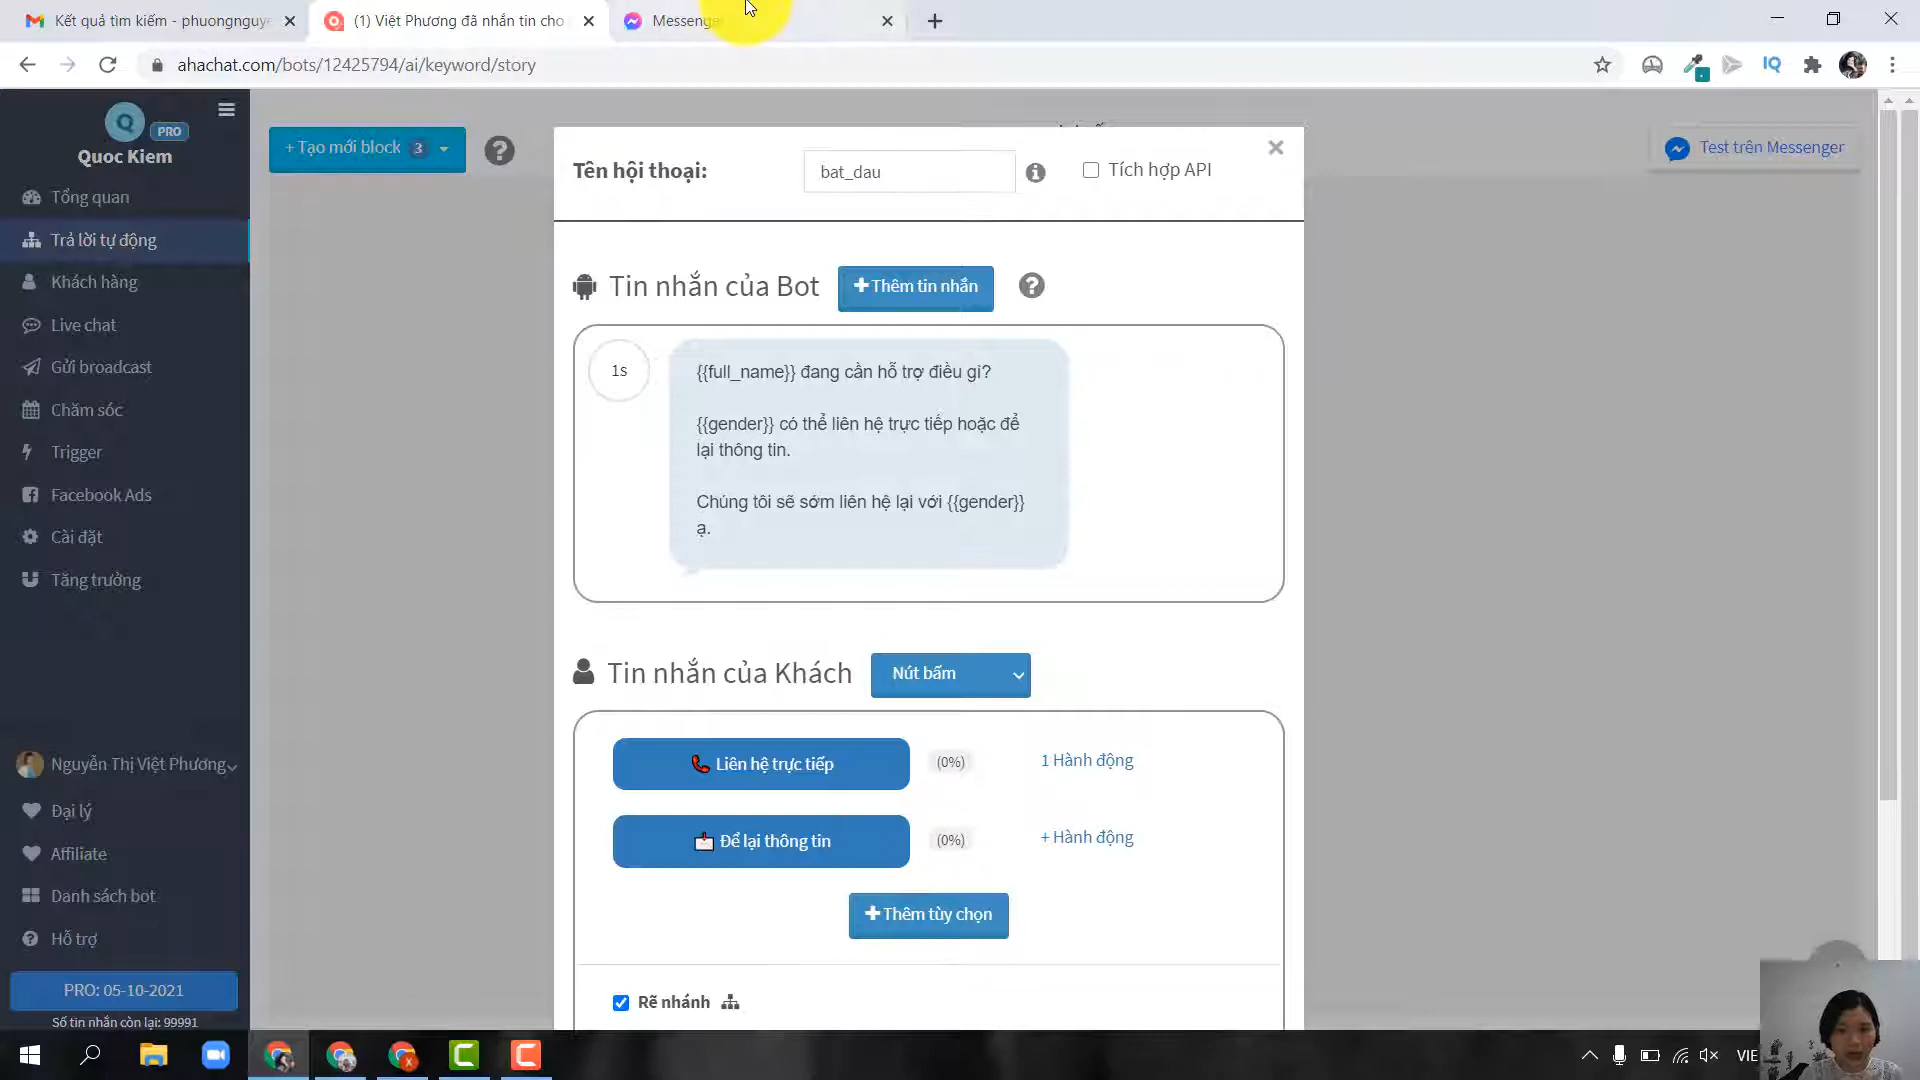 Kết quả tìm kiếm - phuongnguye
(1) Việt Phương đã nhắn tin cho
Messenge
ahachat.com/bots/12425794/ai/keyword/story
IQ
Q
PRO
Quoc Kiem
Tổng quan
Trả lời tự động
Khách hàng
Live chat
Gửi broadcast
Chăm sóc
Trigger
Facebook Ads
Cài đặt
Tăng trưởng
Nguyễn Thị Việt Phương
Đại lý
Affiliate
Danh sách bot
Hỗ trợ
PRO: 05-10-2021
Số tin nhắn còn lại: 99991
+ Tạo mới block 3
Test trên Messenger
Tên hội thoại:
bat_dau
Tích hợp API
Tin nhắn của Bot
Thêm tin nhắn
1s
{{full_name}} đang cần hỗ trợ điều gì?
{{gender}} có thể liên hệ trực tiếp hoặc để
lại thông tin.
Chúng tôi sẽ sớm liên hệ lại với {{gender}}
ạ.
Tin nhắn của Khách
Nút bấm
Liên hệ trực tiếp
(0%)
1 Hành động
Để lại thông tin
(0%)
+ Hành động
Thêm tùy chọn
Rẽ nhánh
VIE